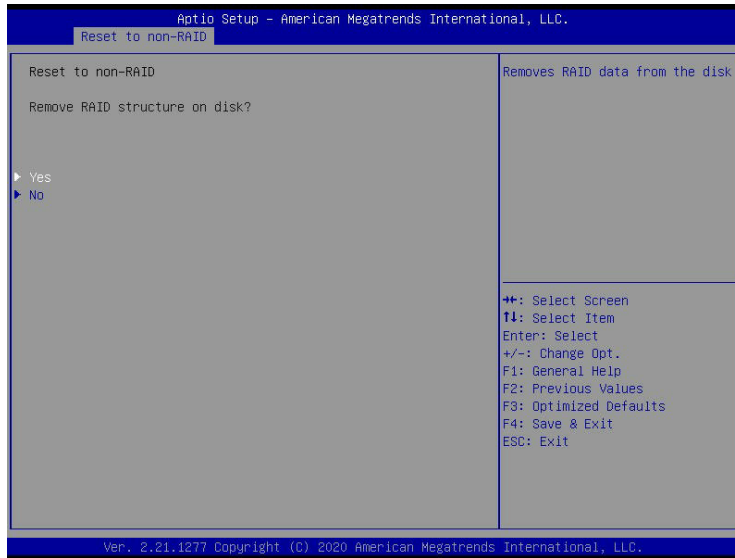 Aptio Setup – American Megatrends International, LLC.
Reset to non-RAID
Reset to non-RAID
Remove RAID structure on disk?
Yes
No
Removes RAID data from the disk
→←: Select Screen
↑↓: Select Item
Enter: Select
+/-: Change Opt.
F1: General Help
F2: Previous Values
F3: Optimized Defaults
F4: Save & Exit
ESC: Exit
Ver. 2.21.1277 Copyright (C) 2020 American Megatrends International, LLC.